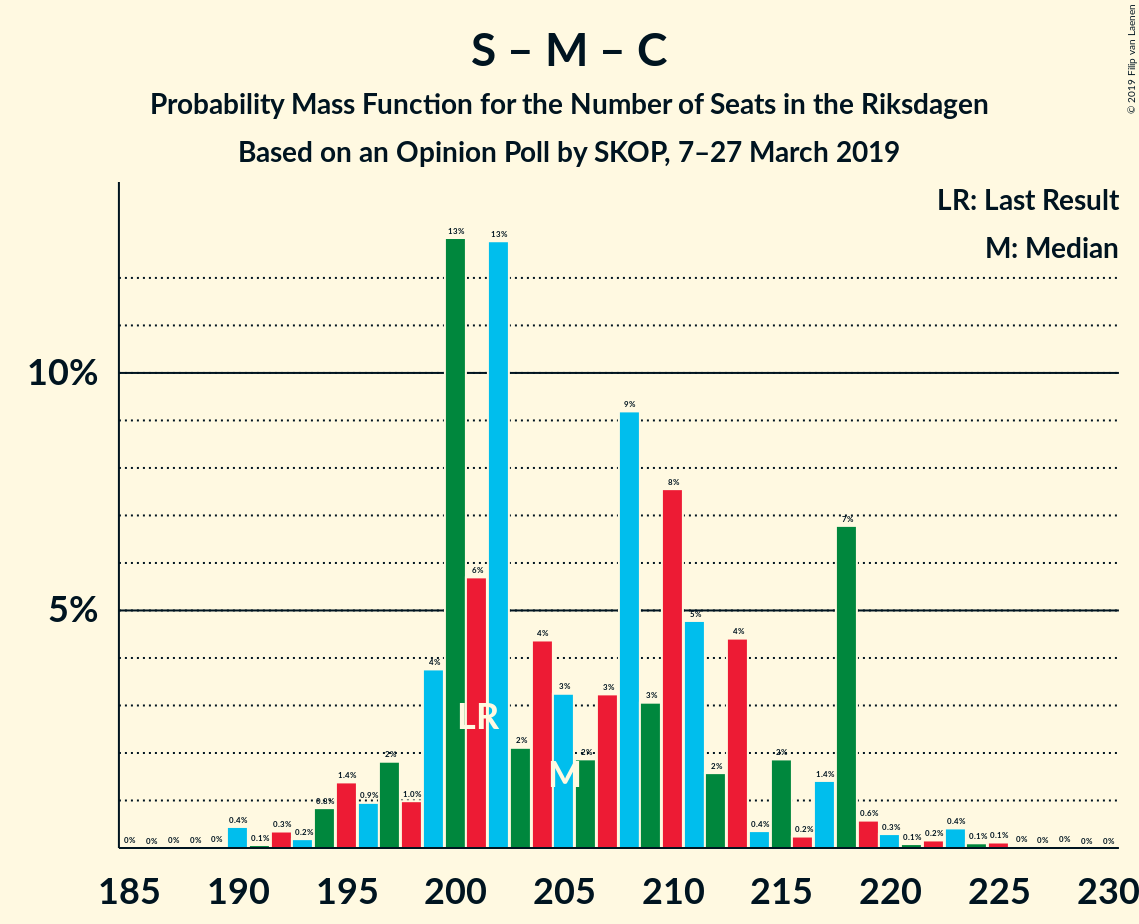 © 2019 Filip van Laenen
S – M – C
Probability Mass Function for the Number of Seats in the Riksdagen
Based on an Opinion Poll by SKOP, 7–27 March 2019
LR: Last Result
M: Median
10%
5%
0% 0% 0% 0% 0% 0.4% 0.1% 0.3% 0.2% 0.8% 1.4% 0.9% 2% 1.0% 4% 13% 6% 13% 2% 4% 3% 2% 3% 9% 3% 8% 5% 2% 4% 0.4% 2% 0.2% 1.4% 7% 0.6% 0.3% 0.1% 0.2% 0.4% 0.1% 0.1% 0% 0% 0% 0% 0%
LR
M
185 190 195 200 205 210 215 220 225 230